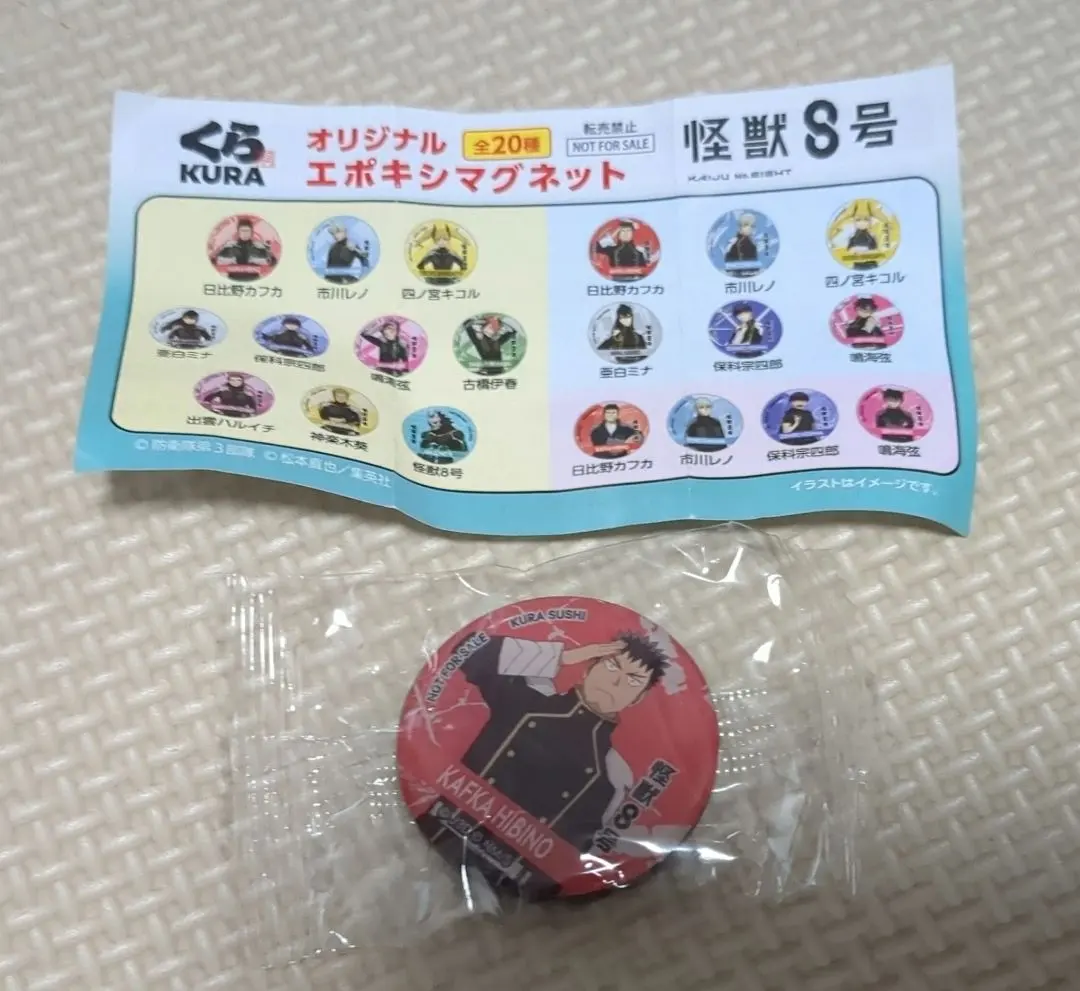 くら
KURA
オリジナル
エポキシマグネット
全20種
転売禁止
NOT FOR SALE
怪獣8号
KAIJU No.EIGHT
日比野カフカ 市川レノ 四ノ宮キコル
亜白ミナ 保科宗四郎 鳴海弦 古橋伊春
出雲ハルイチ 神楽木葵 怪獣8号
日比野カフカ 市川レノ 四ノ宮キコル
亜白ミナ 保科宗四郎 鳴海弦
日比野カフカ 市川レノ 保科宗四郎 鳴海弦
©防衛隊第3部隊 ©松本直也/集英社
イラストはイメージです。
NOT FOR SALE KURA SUSHI
KAFKA HIBINO
怪獣8号